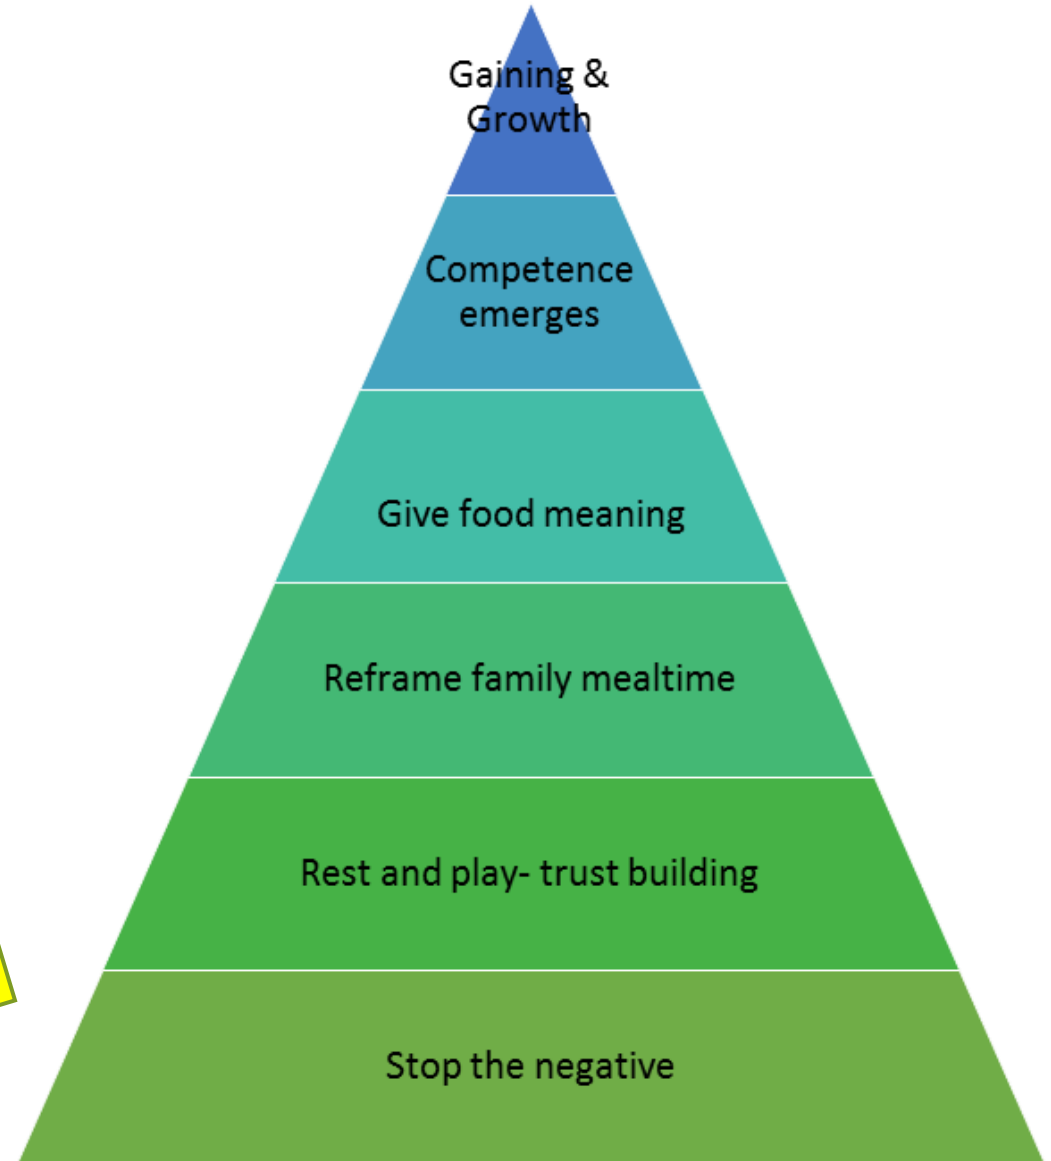 Gaining &
Growth
Competence
emerges
Give food meaning
Reframe family mealtime
Rest and play- trust building
Stop the negative